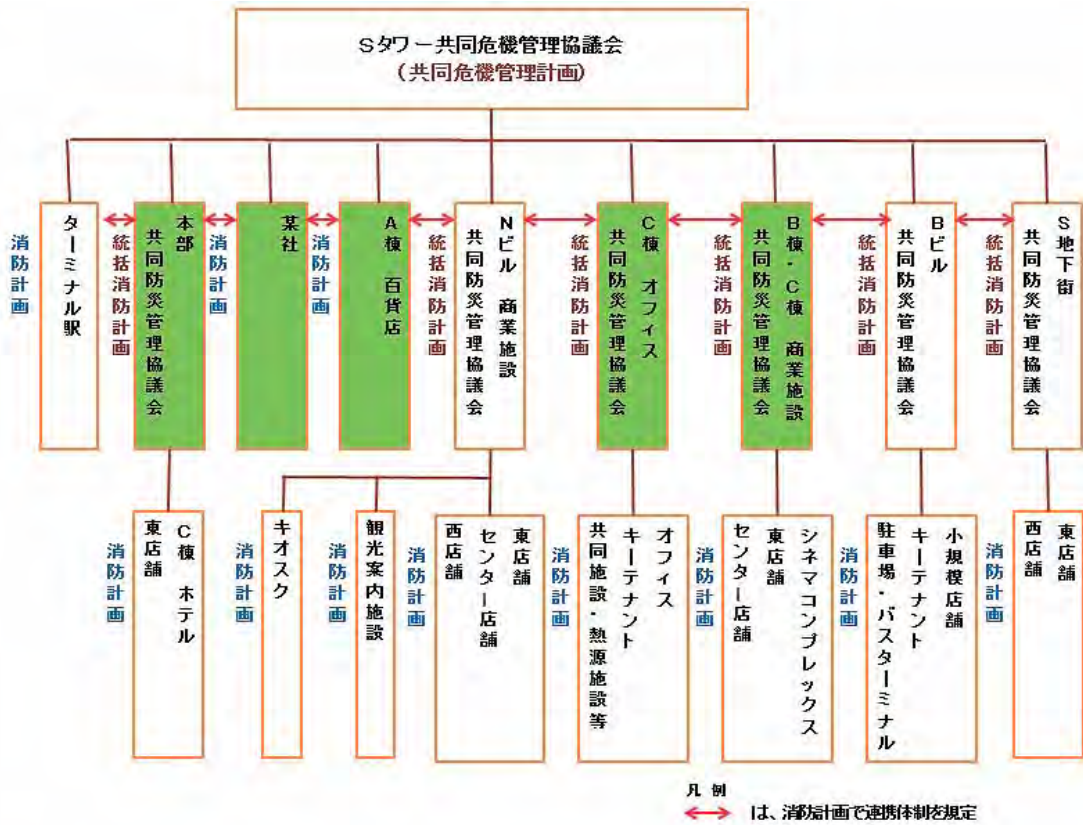 Sタワー共同危機管理協議会
(共同危機管理計画)
消防計画
ターミナル駅
統括消防計画
本部
共同防災管理協議会
消防計画
某社
消防計画
A棟 百貨店
統括消防計画
Nビル 商業施設
共同防災管理協議会
統括消防計画
C棟 オフィス
共同防災管理協議会
統括消防計画
B棟・C棟 商業施設
共同防災管理協議会
統括消防計画
Bビル
共同防災管理協議会
統括消防計画
S地下街
共同防災管理協議会
消防計画
C棟 ホテル
東店舗
消防計画
キオスク
消防計画
観光案内施設
消防計画
東店舗
センター店舗
西店舗
消防計画
オフィス
キーテナント
共同施設・熱源施設等
消防計画
シネマコンプレックス
東店舗
センター店舗
消防計画
小規模店舗
キーテナント
駐車場・バスターミナル
消防計画
東店舗
西店舗
凡 例
は、消防計画で連携体制を規定